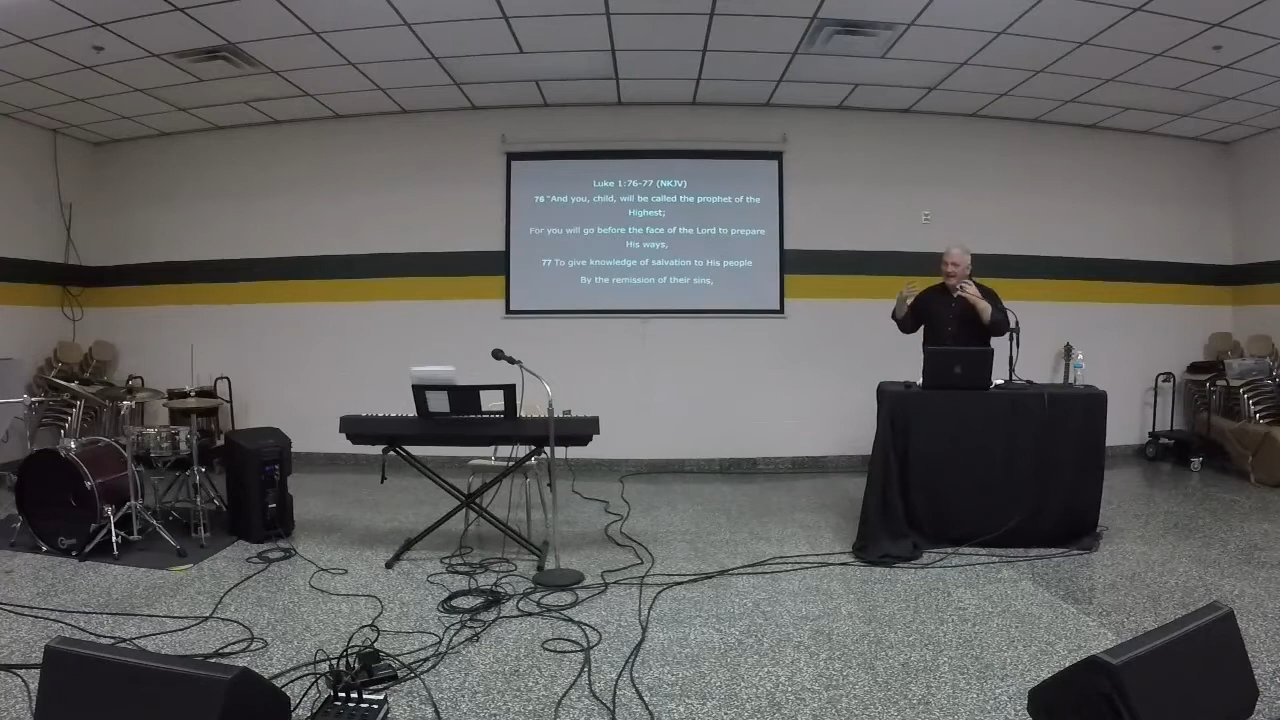 Luke 1:76-77 (NKJV)
76 "And you, child, will be called the prophet of the
Highest;
For you will go before the face of the Lord to prepare
His ways,
77 To give knowledge of salvation to His people
By the remission of their sins,